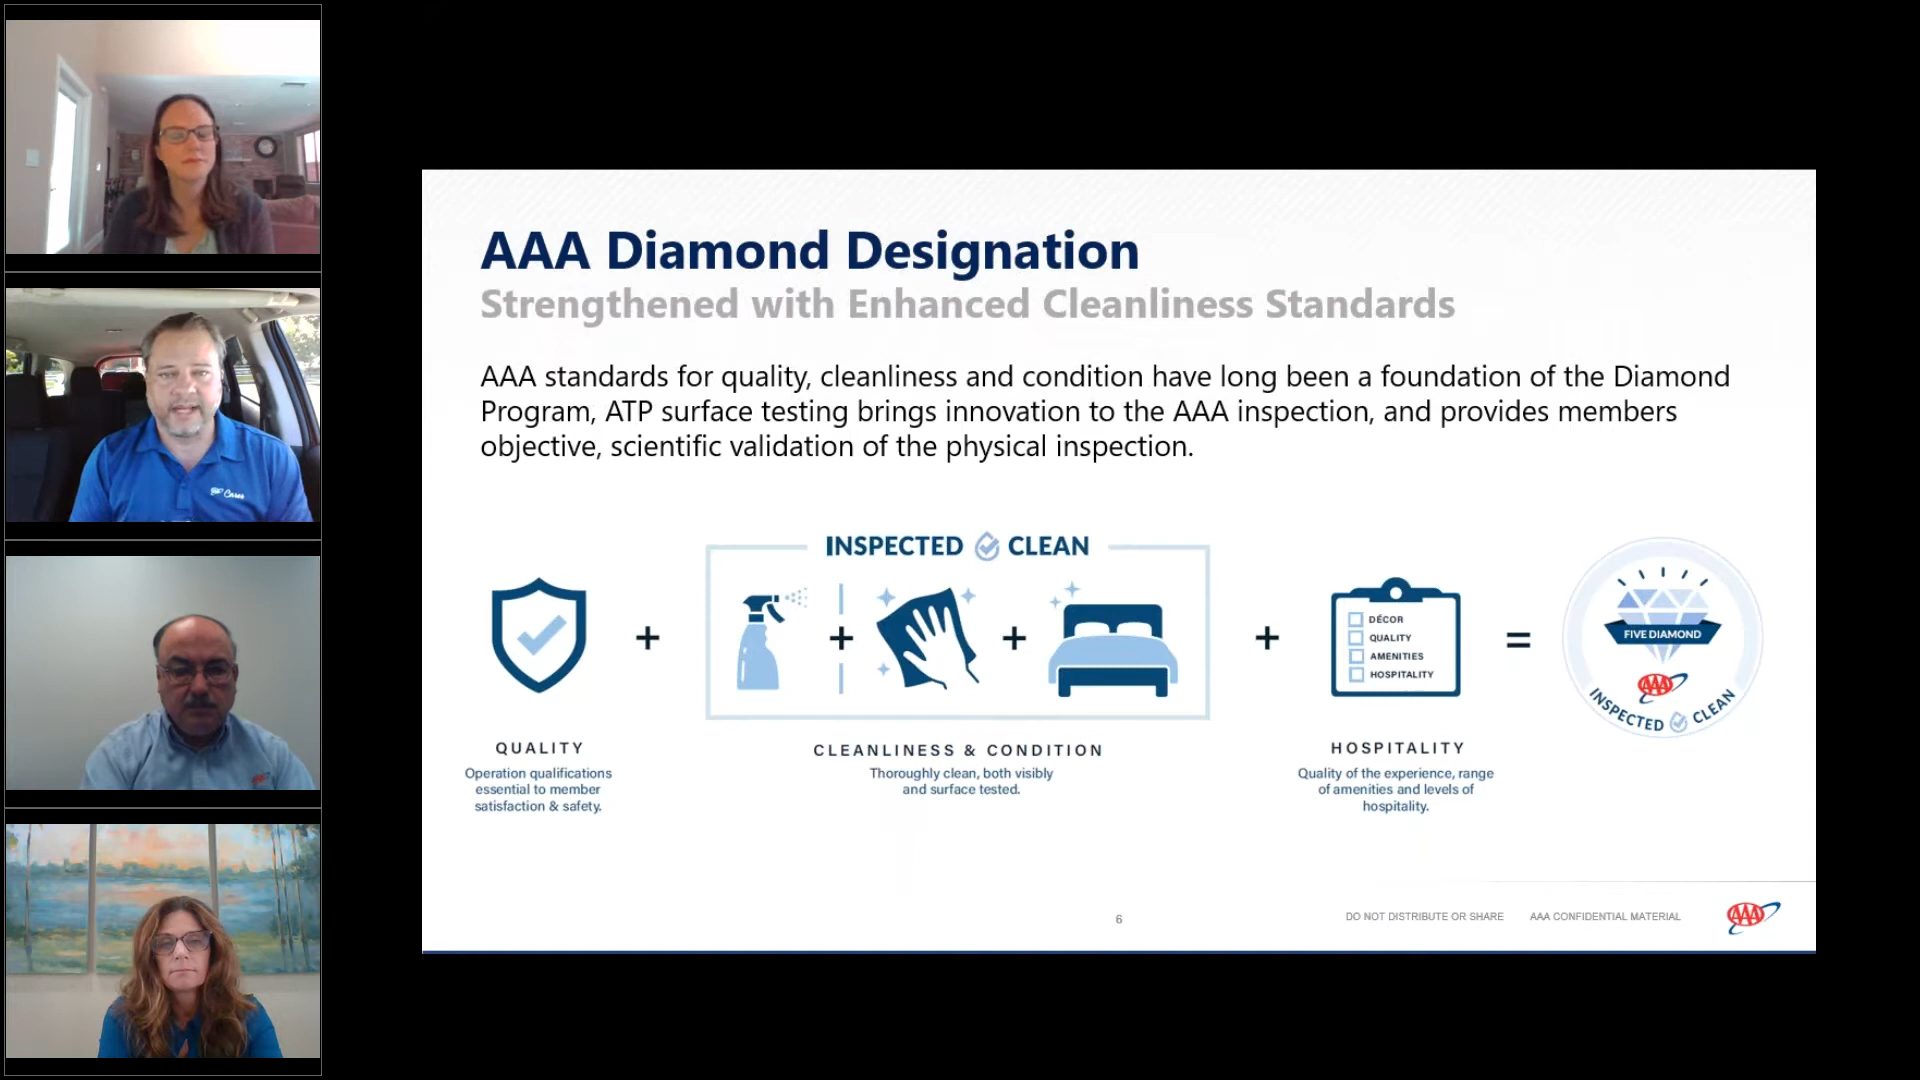 AAA Diamond Designation
Strengthened with Enhanced Cleanliness Standards
AAA standards for quality, cleanliness and condition have long been a foundation of the Diamond
Program, ATP surface testing brings innovation to the AAA inspection, and provides members
objective, scientific validation of the physical inspection.
INSPECTED CLEAN
+
+
+
+
=
DÉCOR
QUALITY
AMENITIES
HOSPITALITY
FIVE DIAMOND
AAA
INSPECTED CLEAN
QUALITY
Operation qualifications
essential to member
satisfaction & safety.
CLEANLINESS & CONDITION
Thoroughly clean, both visibly
and surface tested.
HOSPITALITY
Quality of the experience, range
of amenities and levels of
hospitality.
6
DO NOT DISTRIBUTE OR SHARE
AAA CONFIDENTIAL MATERIAL
AAA
Cares
AAA